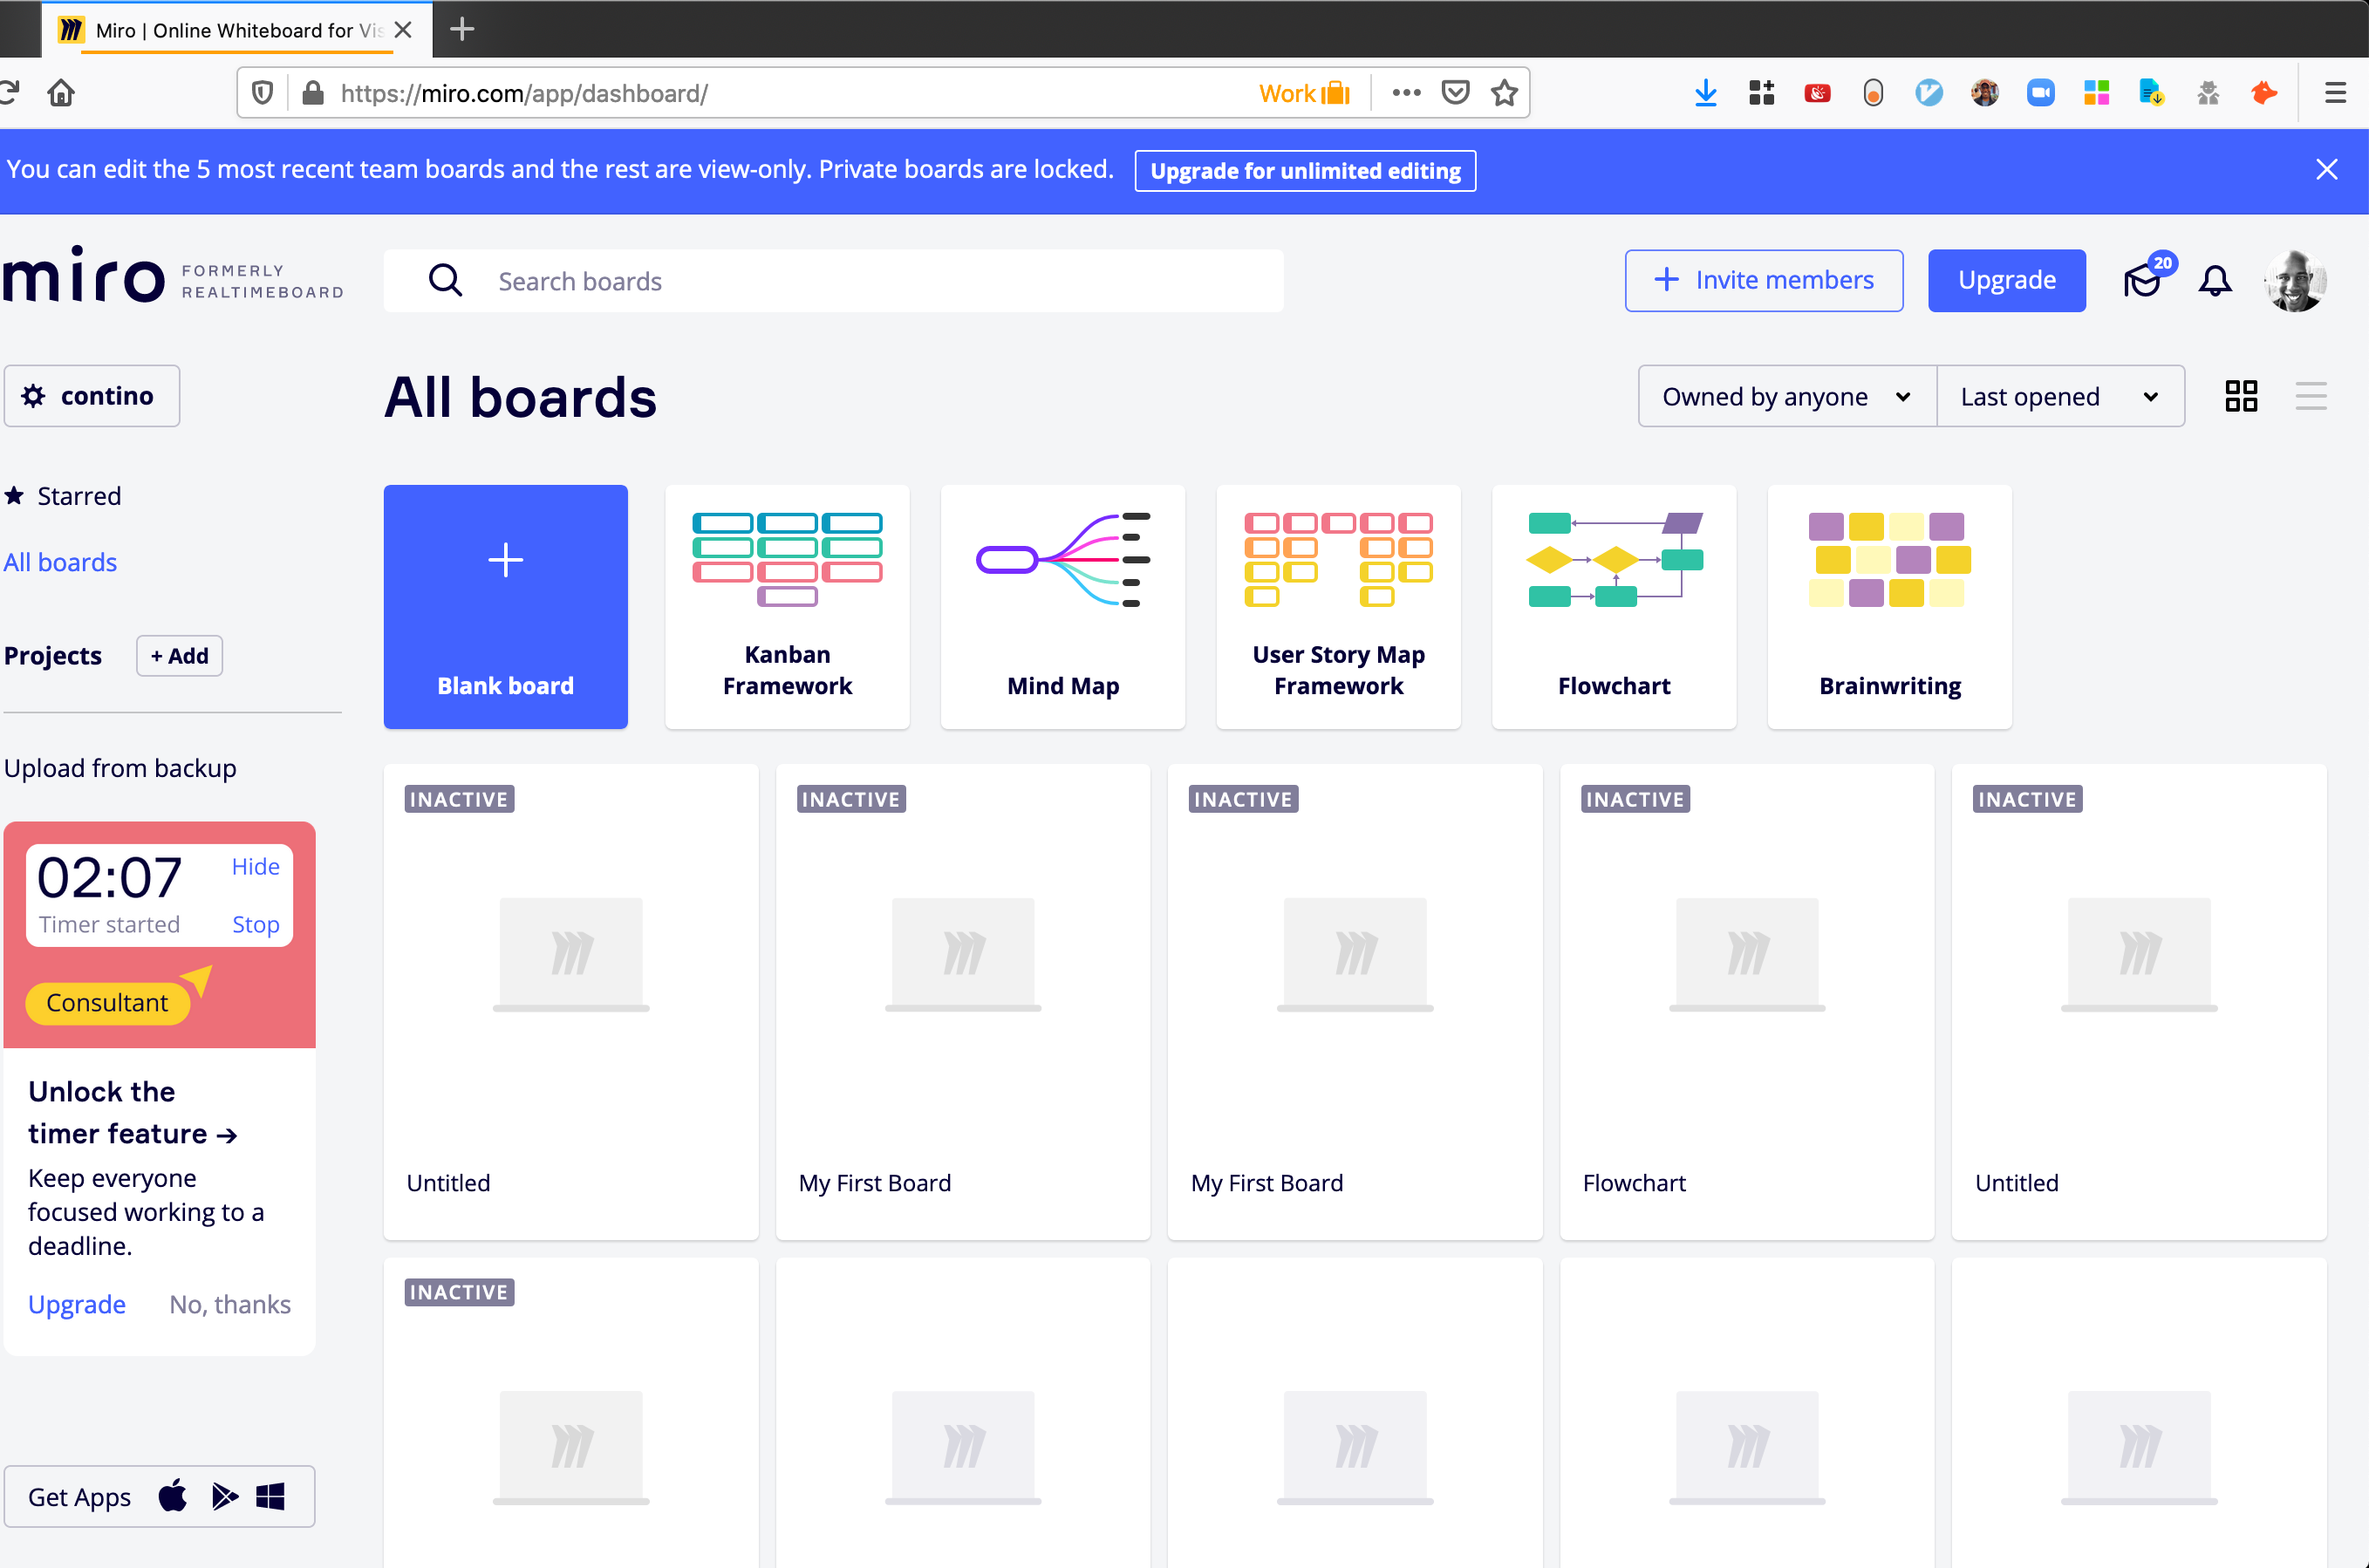 Miro | Online Whiteboard for Vis
https://miro.com/app/dashboard/
Work
You can edit the 5 most recent team boards and the rest are view-only. Private boards are locked.
Upgrade for unlimited editing
miro
FORMERLY
REALTIMEBOARD
Search boards
+ Invite members
Upgrade
20
contino
All boards
Owned by anyone
Last opened
Starred
All boards
Projects
+ Add
Upload from backup
Blank board
Kanban
Framework
Mind Map
User Story Map
Framework
Flowchart
Brainwriting
02:07
Hide
Timer started
Stop
Consultant
Unlock the
timer feature →
Keep everyone
focused working to a
deadline.
Upgrade
No, thanks
Get Apps
INACTIVE
INACTIVE
INACTIVE
INACTIVE
INACTIVE
Untitled
My First Board
My First Board
Flowchart
Untitled
INACTIVE